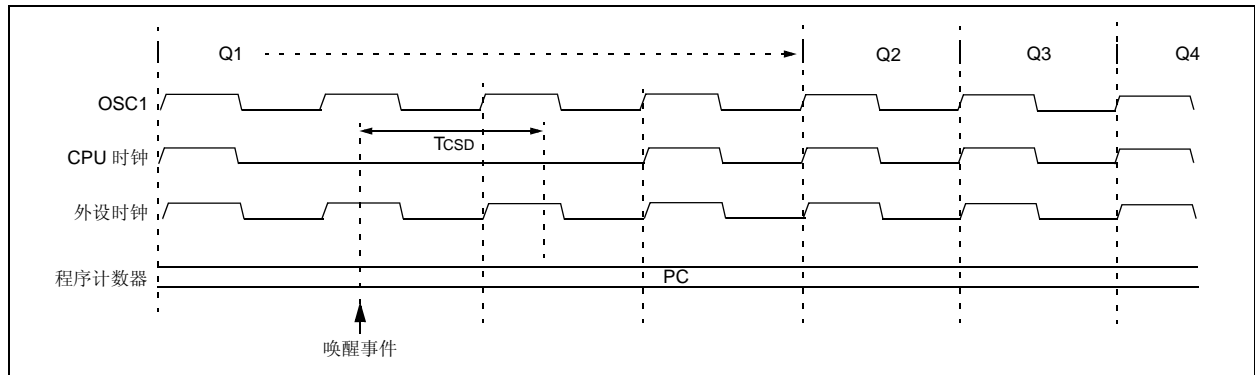 Q1 Q2 Q3 Q4
OSC1
TCSD
CPU 时钟
外设时钟
程序计数器 PC
唤醒事件